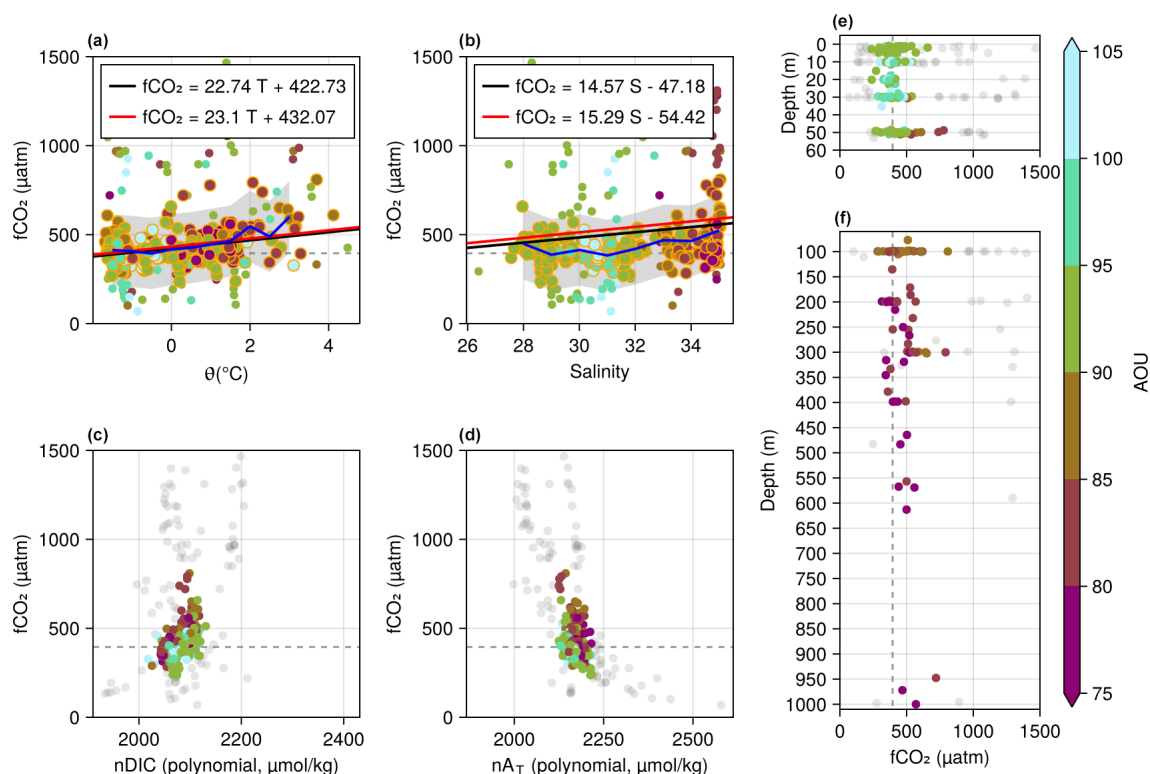 (a)
1500
1000
500
0
fCO₂ (µatm)
fCO₂ = 22.74 T + 422.73
fCO₂ = 23.1 T + 432.07
0 2 4
θ(°C)
(b)
1500
1000
500
0
fCO₂ (µatm)
fCO₂ = 14.57 S - 47.18
fCO₂ = 15.29 S - 54.42
26 28 30 32 34
Salinity
(c)
1500
1000
500
0
fCO₂ (µatm)
2000 2200 2400
nDIC (polynomial, µmol/kg)
(d)
1500
1000
500
0
fCO₂ (µatm)
2000 2250 2500
nA_T (polynomial, µmol/kg)
(e)
0
10
20
30
40
50
60
Depth (m)
0 500 1000 1500
(f)
100
150
200
250
300
350
400
450
500
550
600
650
700
750
800
850
900
950
1000
Depth (m)
0 500 1000 1500
fCO₂ (µatm)
105
100
95
90
85
80
75
AOU